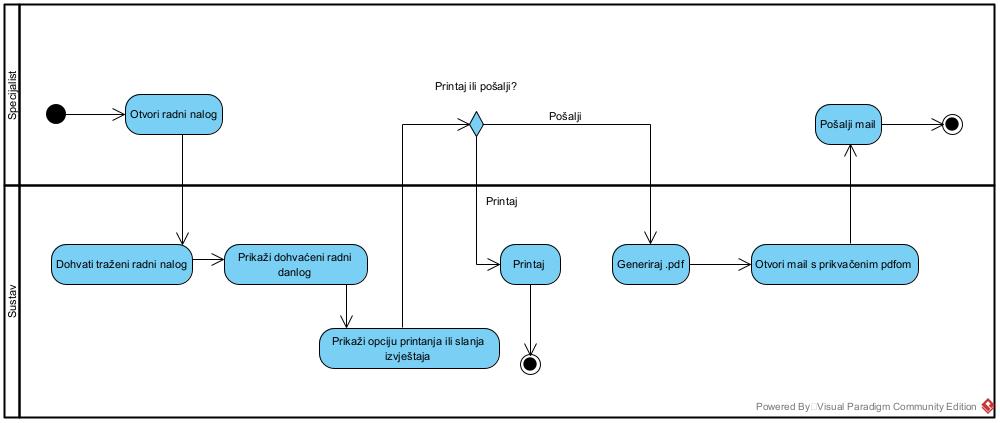 Specijalist
Printaj ili pošalji?
Otvori radni nalog
Pošalji
Pošalji mail
Sustav
Printaj
Dohvati traženi radni nalog
Prikaži dohvaćeni radni
danlog
Printaj
Generiraj .pdf
Otvori mail s prikvačenim pdfom
Prikaži opciju printanja ili slanja
izvještaja
Powered By Visual Paradigm Community Edition